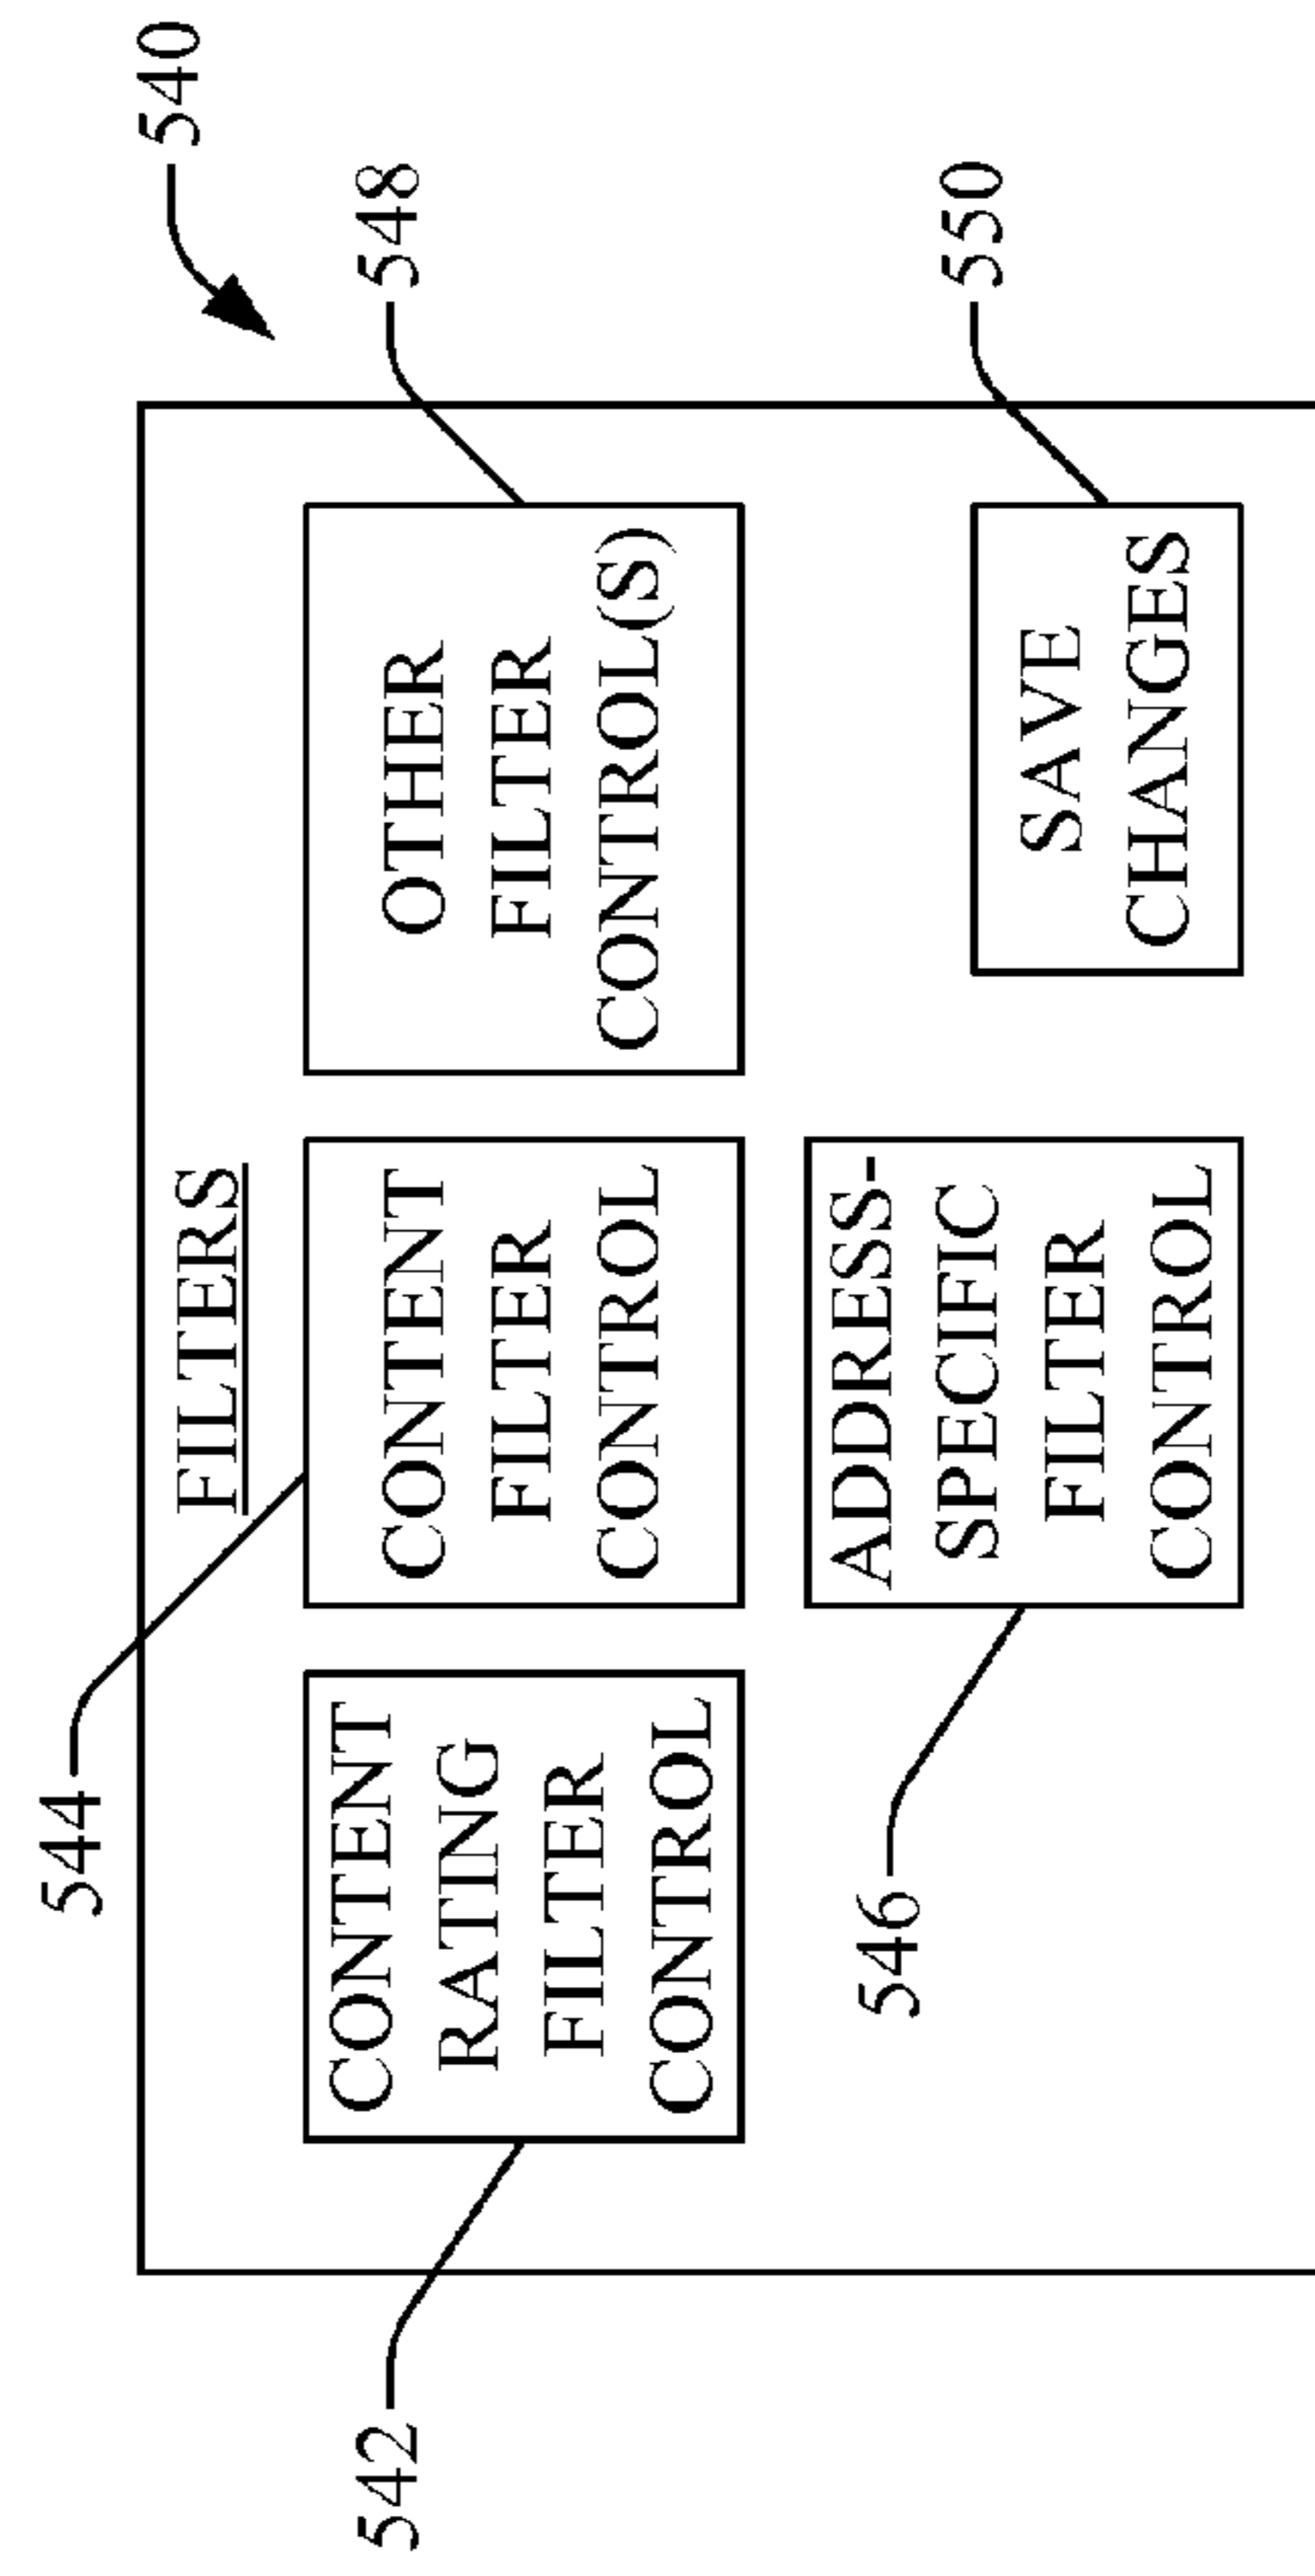 540
544
FILTERS
542
CONTENT
RATING
FILTER
CONTROL
CONTENT
FILTER
CONTROL
548
OTHER
FILTER
CONTROL(S)
546
ADDRESS-
SPECIFIC
FILTER
CONTROL
550
SAVE
CHANGES